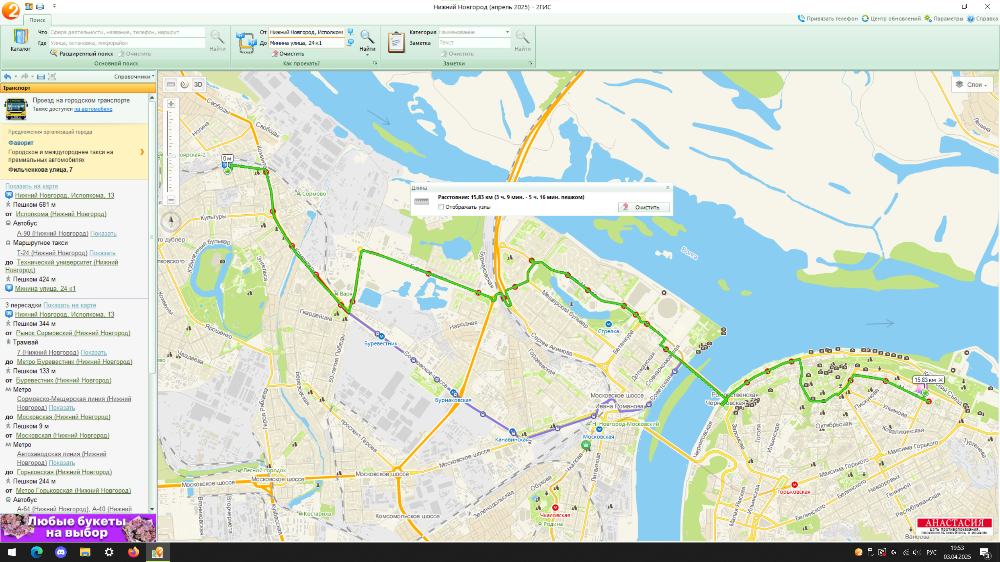 Нижний Новгород (апрель 2025) - 2ГИС
Поиск
Привязать телефон
Центр обновлений
Параметры
Справка
Каталог
Что
Сфера деятельности, название, телефон, маршрут
Где
Улица, остановка, микрорайон
Расширенный поиск
Очистить
Найти
Основной поиск
От
Нижний Новгород, Исполкома
До
Минина улица, 24 к1
Очистить
Найти
Как проехать?
Категория
Наименование
Заметка
Текст
Очистить
Найти
Заметки
Справочники
Транспорт
Проезд на городском транспорте
Также доступен на автомобиле.
Предложения организаций города
Фаворит
Городское и междугороднее такси на
премиальных автомобилях
Фильченкова улица, 7
Показать на карте
A Нижний Новгород, Исполкома, 13
Пешком 681 м
от Исполкома (Нижний Новгород)
Автобус
А-90 (Нижний Новгород) Показать
Маршрутное такси
Т-24 (Нижний Новгород) Показать
до Технический университет (Нижний
Новгород)
Пешком 424 м
B Минина улица, 24 к1
3 пересадки Показать на карте
A Нижний Новгород, Исполкома, 13
Пешком 344 м
от Рынок Сормовский (Нижний Новгород)
Трамвай
7 (Нижний Новгород) Показать
до Метро Буревестник (Нижний Новгород)
Пешком 133 м
от Буревестник (Нижний Новгород)
Метро
Сормовско-Мещерская линия (Нижний
Новгород) Показать
до Московская (Нижний Новгород)
Пешком 9 м
от Московская (Нижний Новгород)
Метро
Автозаводская линия (Нижний
Новгород) Показать
до Горьковская (Нижний Новгород)
Пешком 244 м
от Метро Горьковская (Нижний Новгород)
Автобус
А-64 (Нижний Новгород), А-40 (Нижний
Любые букеты
на выбор
3D
Слои
Длина
Расстояние: 15,83 км (3 ч. 9 мин. - 5 ч. 16 мин. пешком)
Отображать узлы
Очистить
0 м
15,83 км
Свободы
Ногина
Свободы
Коминте
Сормово
Культуры
го дублёр
Юбилейный бульвар
Энгельса
Коммуны
Варя
Гвардейцев
Ярошенко
Чаадаева
50-летия Победы
Берёзовская
Героя Рябцева
Буревестник
Сормовское шоссе
Бурнаковская
Бурнаковская
Народная
Канавинская
Мещерский бульвар
Стрелка
Сергея Акимова
Гордеевская
Бетанкура
Должанская
Совнаркомовская
Советская
Московское шоссе
Ивана Романова
Н. Новгород-Московский
Московская
Волга
Ленина
Рождественская
Черниговская
Черниговская
Заломова
Гоголя
Ильинская
Октябрьская
Пискунова
Ульянова
Ковалихинская
Максима Горького
Тургенева
Максима Горького
Горьковская
Белинского
Невзоровых
Генкиной
Республиканская
Белинского
Малая Ямская
Ильинская
Ванеева
проспект Героев
Лесной городок
Московское шоссе
Московское шоссе
Московское шоссе
Московское шоссе
Вязниковская
Вторчермета
Кузбасская
Костариха
Комсомольское шоссе
Зеленодольская
Обухова
Чкалова
Литвинова
Чкаловская
Родина
АНАСТАСИЯ
Есть противопоказания,
проконсультируйтесь с врачом.
РУС
19:53
03.04.2025
3